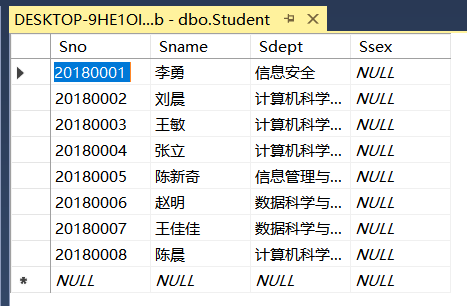 DESKTOP-9HE1OI...b - dbo.Student
Sno Sname Sdept Ssex
20180001 李勇 信息安全 NULL
20180002 刘晨 计算机科学... NULL
20180003 王敏 计算机科学... NULL
20180004 张立 计算机科学... NULL
20180005 陈新奇 信息管理与... NULL
20180006 赵明 数据科学与... NULL
20180007 王佳佳 数据科学与... NULL
20180008 陈晨 计算机科学... NULL
NULL NULL NULL NULL